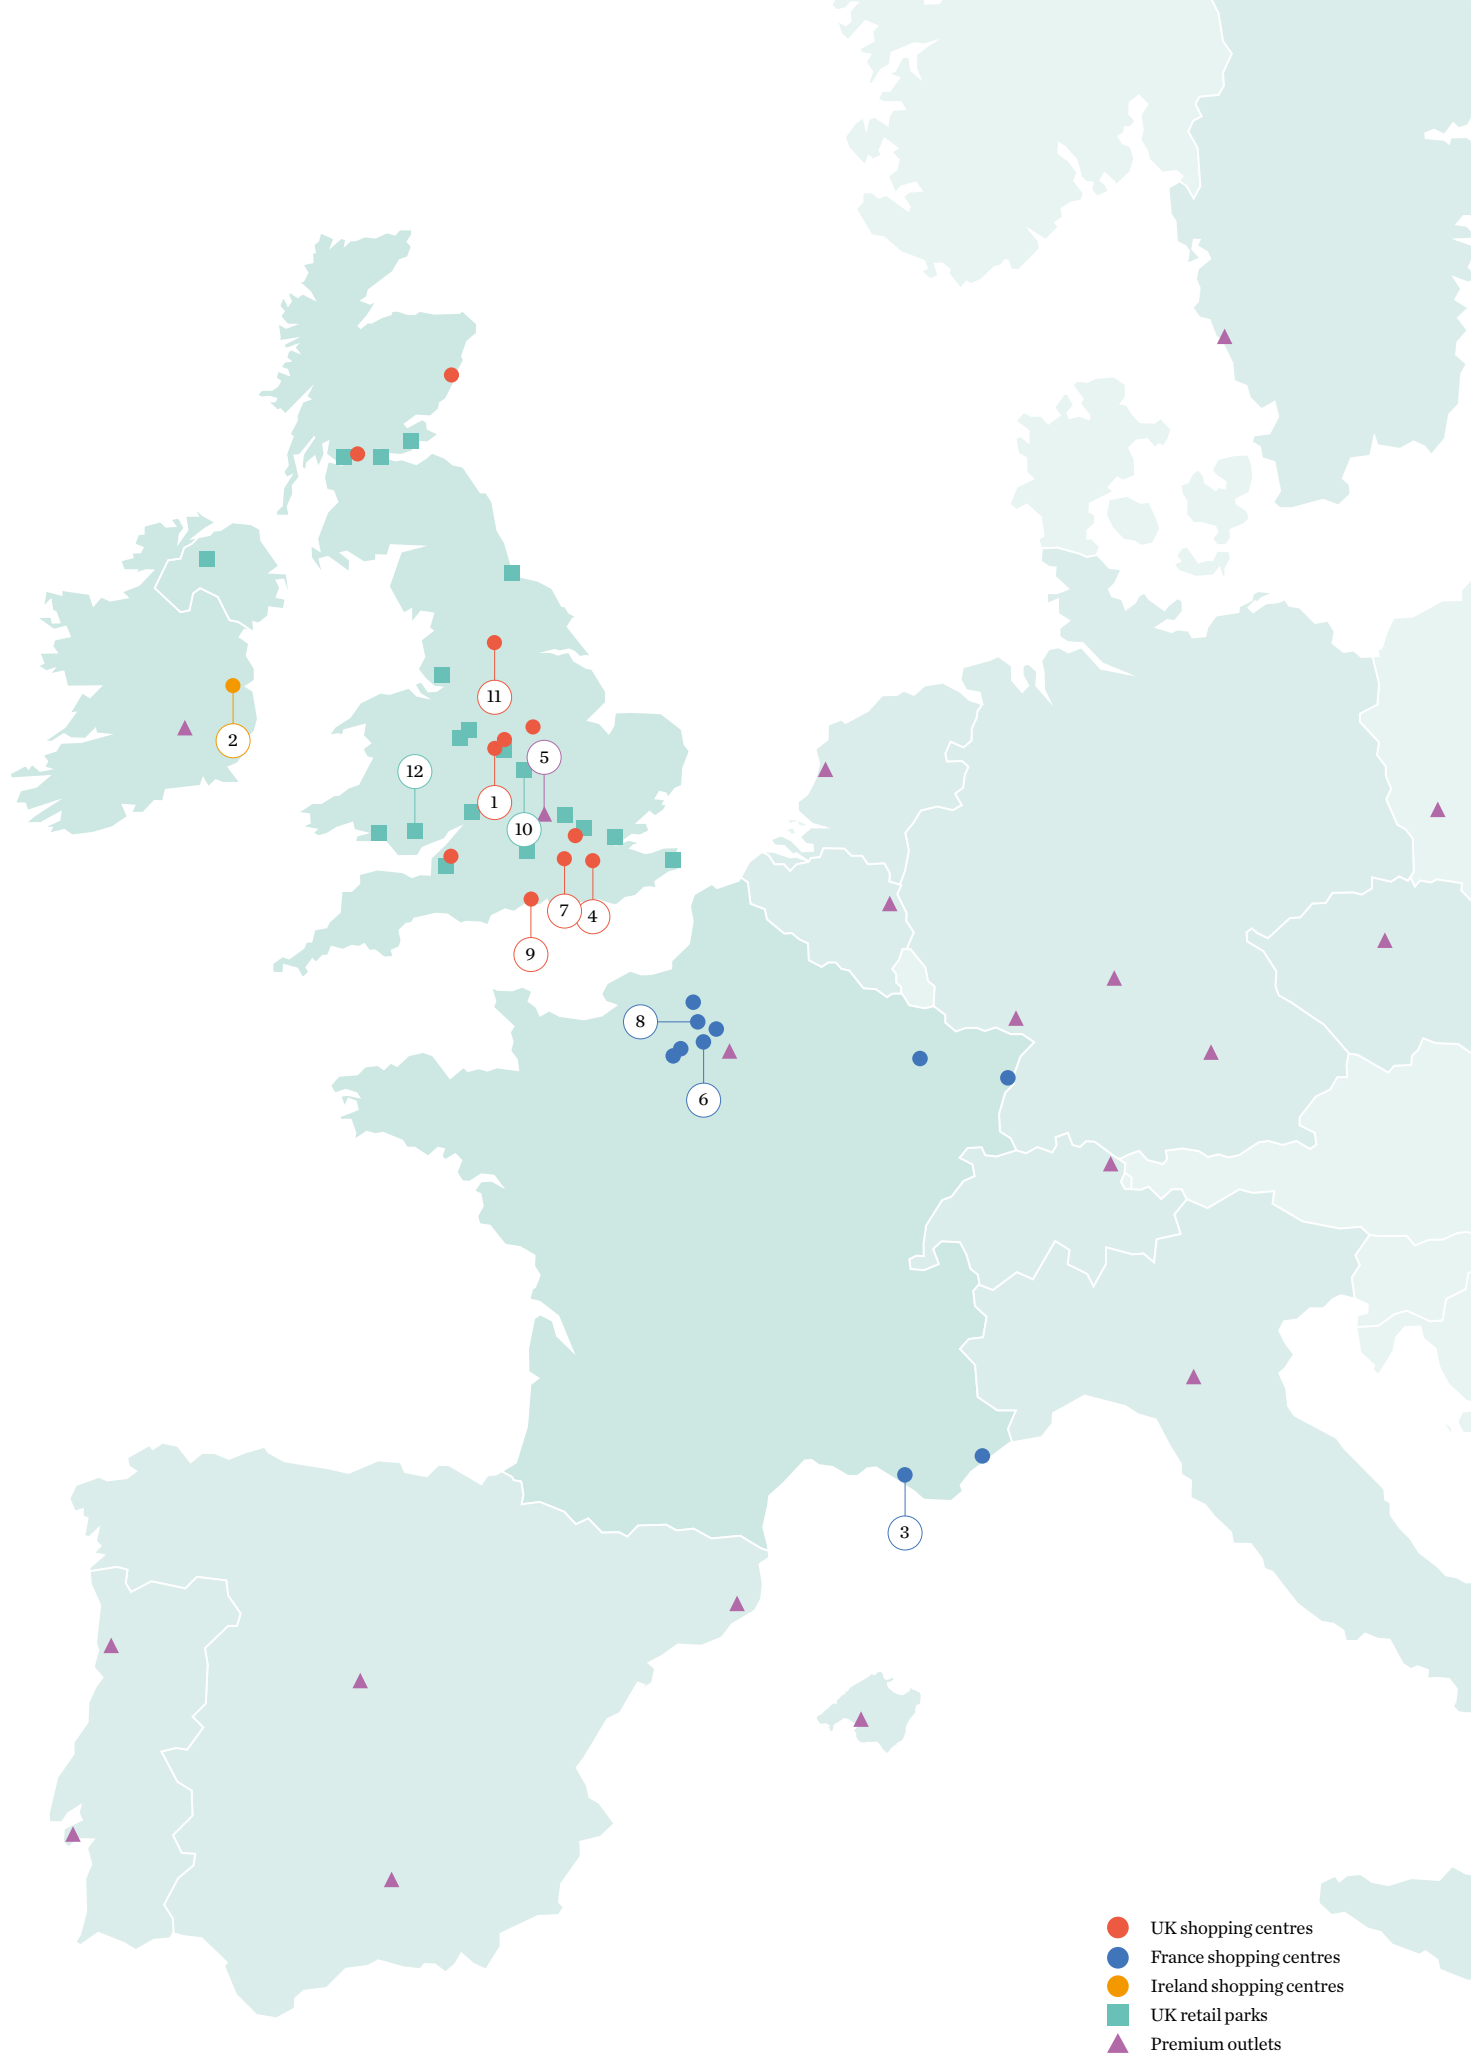 11
2
5
12
1
10
7
4
9
8
6
3
UK shopping centres
France shopping centres
Ireland shopping centres
UK retail parks
Premium outlets